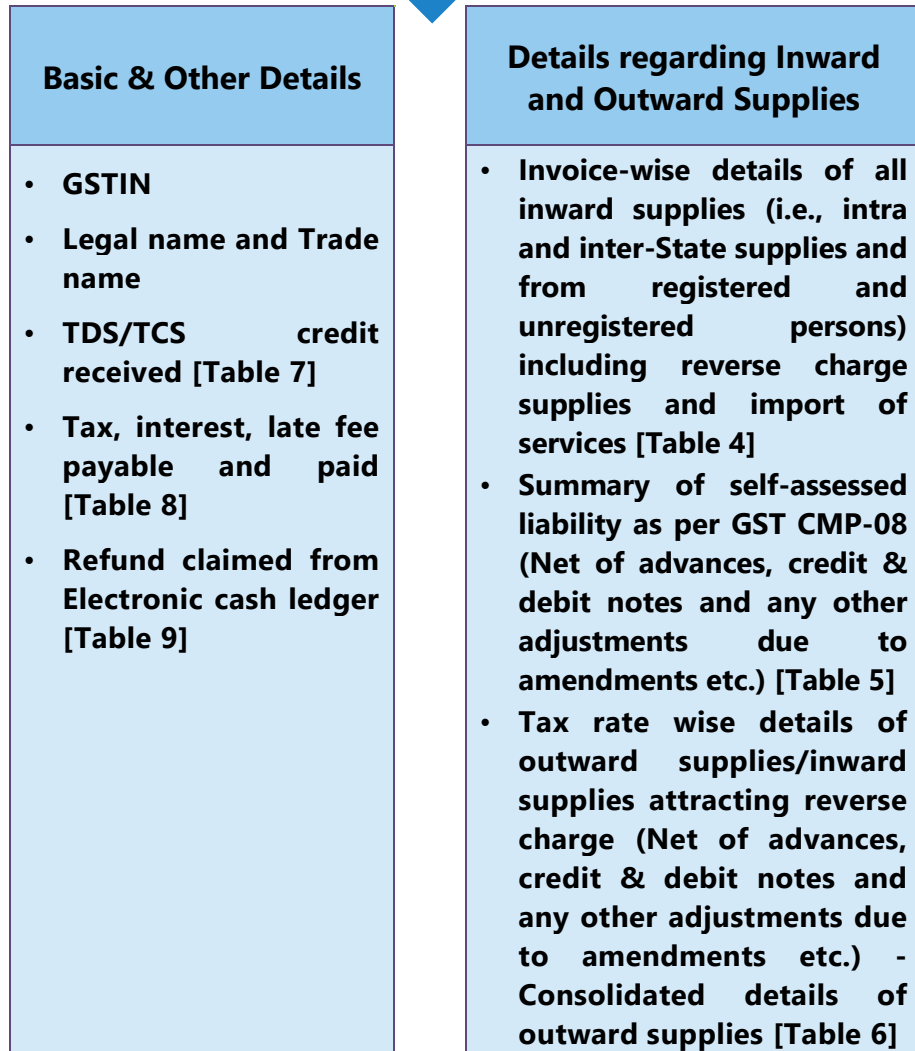 Basic & Other Details
• GSTIN
• Legal name and Trade
name
• TDS/TCS credit
received [Table 7]
• Tax, interest, late fee
payable and paid
[Table 8]
• Refund claimed from
Electronic cash ledger
[Table 9]
Details regarding Inward
and Outward Supplies
• Invoice-wise details of all
inward supplies (i.e., intra
and inter-State supplies and
from registered and
unregistered persons)
including reverse charge
supplies and import of
services [Table 4]
• Summary of self-assessed
liability as per GST CMP-08
(Net of advances, credit &
debit notes and any other
adjustments due to
amendments etc.) [Table 5]
• Tax rate wise details of
outward supplies/inward
supplies attracting reverse
charge (Net of advances,
credit & debit notes and
any other adjustments due
to amendments etc.) -
Consolidated details of
outward supplies [Table 6]